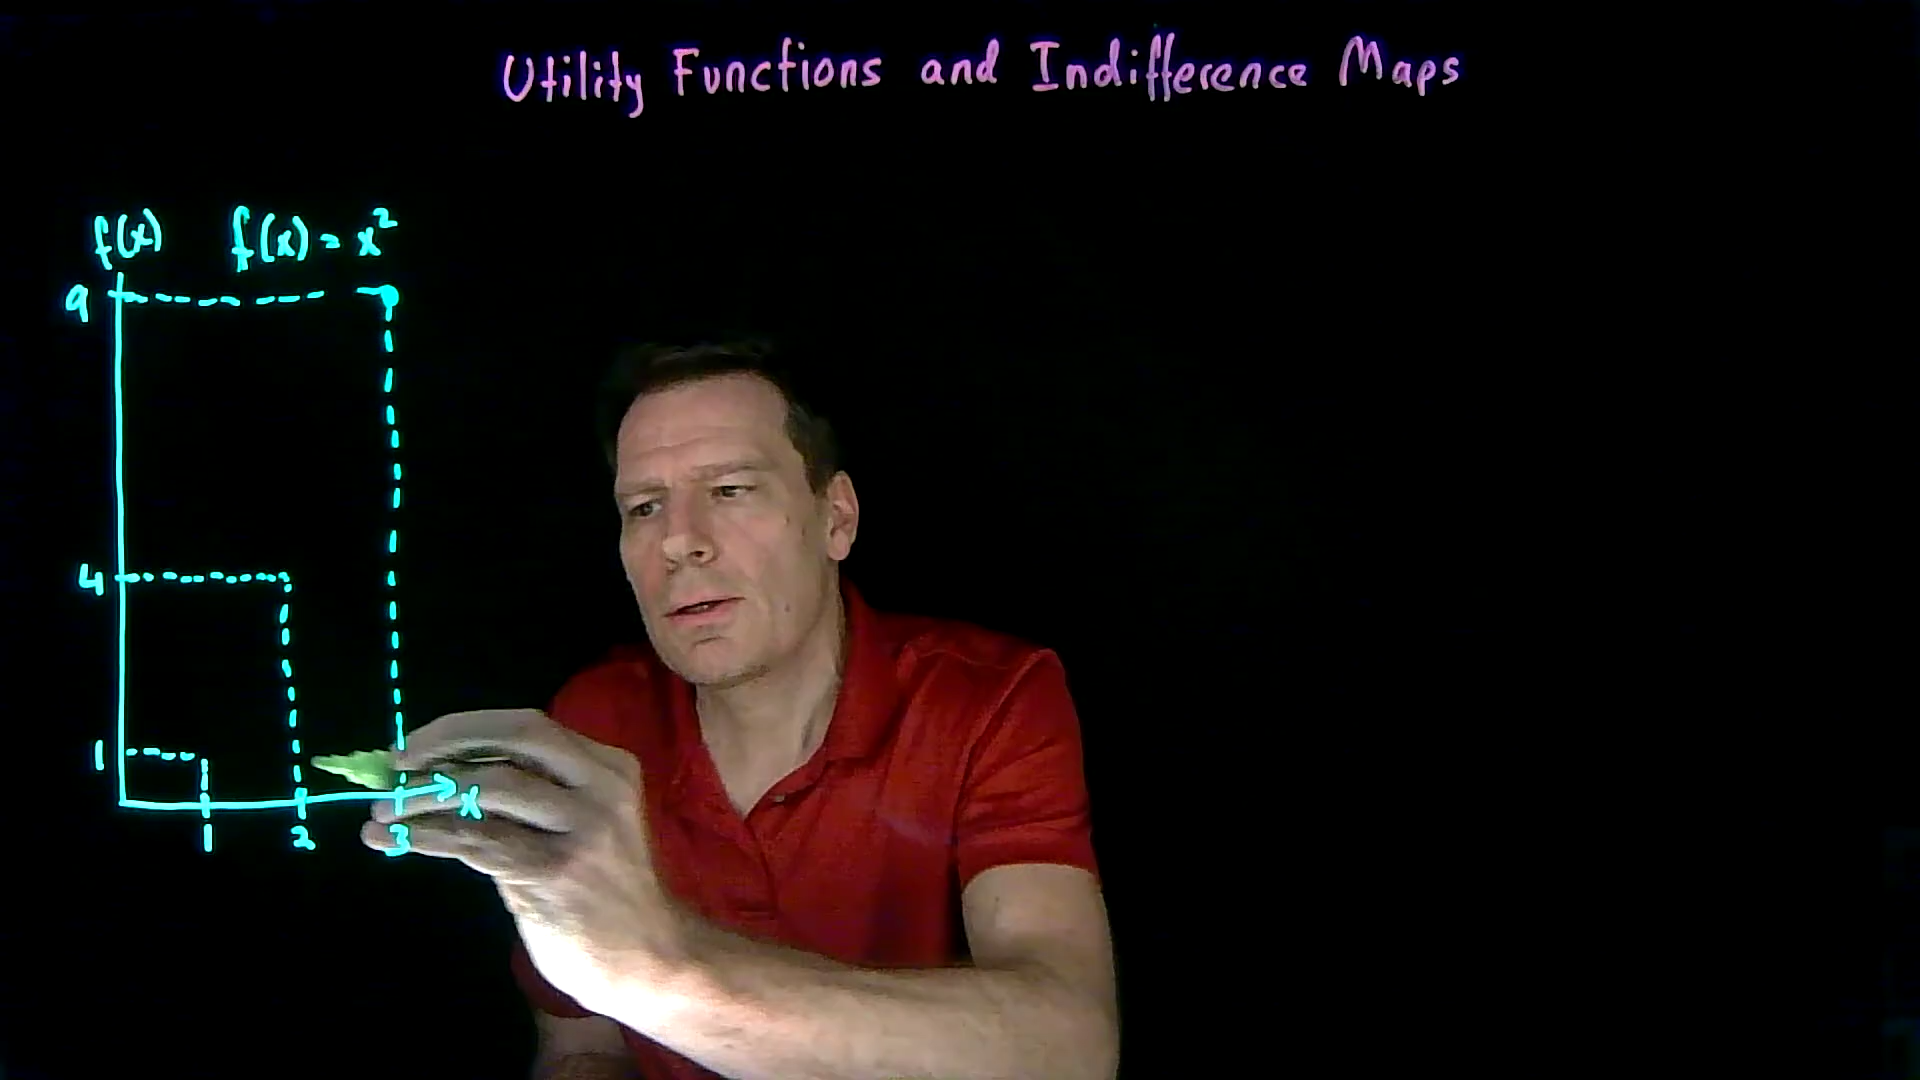 Utility Functions and Indifference Maps
f(x) f(x) = x²
9
4
1
x
1 2 3